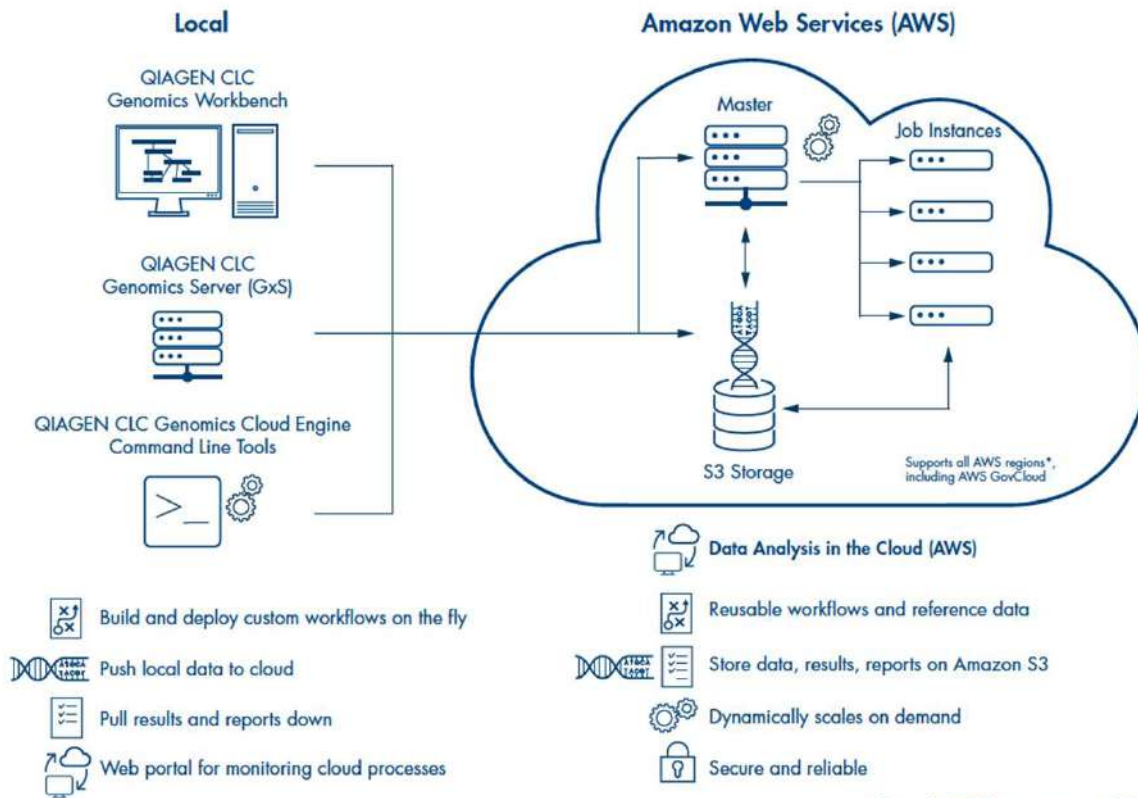 Local
QIAGEN CLC
Genomics Workbench
QIAGEN CLC
Genomics Server (GxS)
QIAGEN CLC Genomics Cloud Engine
Command Line Tools
>_
Build and deploy custom workflows on the fly
Push local data to cloud
Pull results and reports down
Web portal for monitoring cloud processes
Amazon Web Services (AWS)
Master
Job Instances
S3 Storage
Supports all AWS regions*,
including AWS GovCloud
Data Analysis in the Cloud (AWS)
Reusable workflows and reference data
Store data, results, reports on Amazon S3
Dynamically scales on demand
Secure and reliable